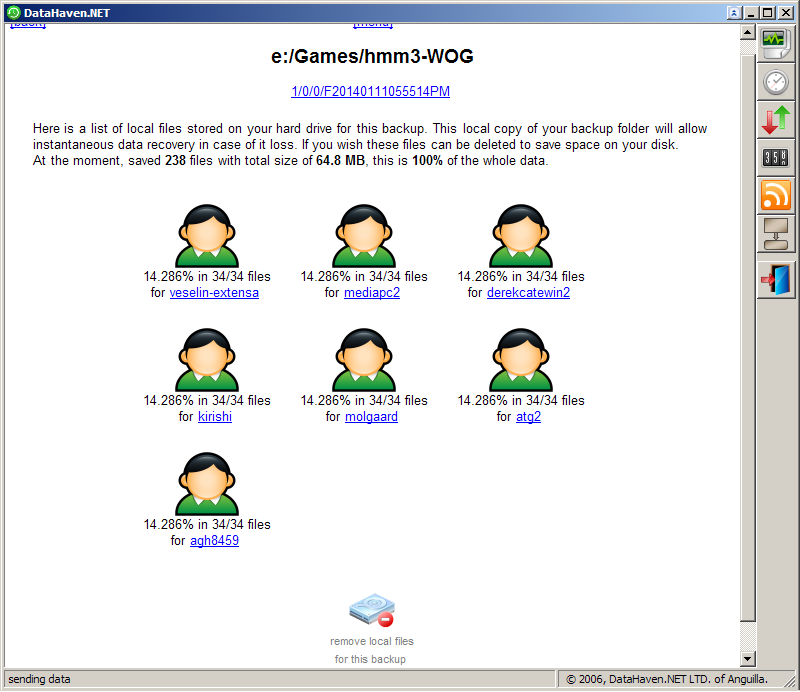 DataHaven.NET
[back] [menu]
e:/Games/hmm3-WOG
1/0/0/F20140111055514PM
Here is a list of local files stored on your hard drive for this backup. This local copy of your backup folder will allow
instantaneous data recovery in case of it loss. If you wish these files can be deleted to save space on your disk.
At the moment, saved 238 files with total size of 64.8 MB, this is 100% of the whole data.
14.286% in 34/34 files
for veselin-extensa
14.286% in 34/34 files
for mediapc2
14.286% in 34/34 files
for derekcatewin2
14.286% in 34/34 files
for kirishi
14.286% in 34/34 files
for molgaard
14.286% in 34/34 files
for atg2
14.286% in 34/34 files
for agh8459
remove local files
for this backup
sending data
© 2006, DataHaven.NET LTD. of Anguilla.